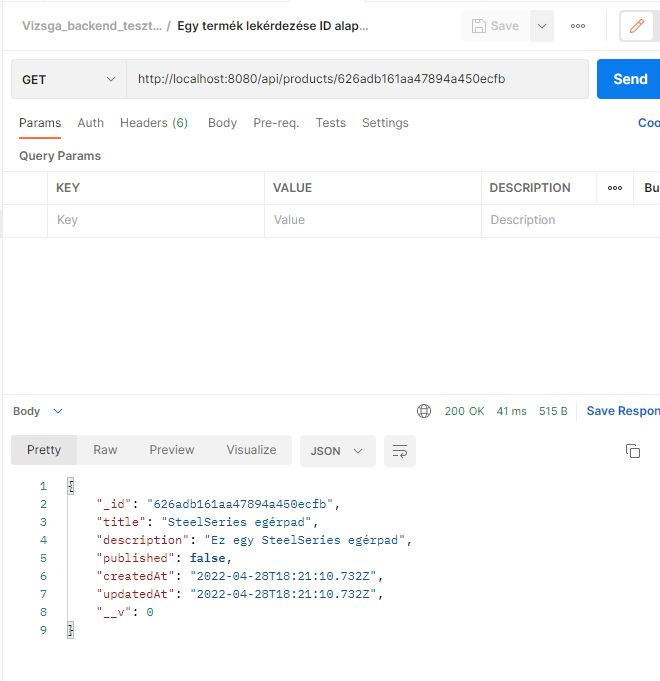 Vizsga_backend_teszt... / Egy termék lekérdezése ID alap... Save
GET http://localhost:8080/api/products/626adb161aa47894a450ecfb Send
Params Auth Headers (6) Body Pre-req. Tests Settings Coo
Query Params
KEY VALUE DESCRIPTION Bu
Key Value Description
Body 200 OK 41 ms 515 B Save Respon
Pretty Raw Preview Visualize JSON
1 {
2 "_id": "626adb161aa47894a450ecfb",
3 "title": "SteelSeries egérpad",
4 "description": "Ez egy SteelSeries egérpad",
5 "published": false,
6 "createdAt": "2022-04-28T18:21:10.732Z",
7 "updatedAt": "2022-04-28T18:21:10.732Z",
8 "__v": 0
9 }